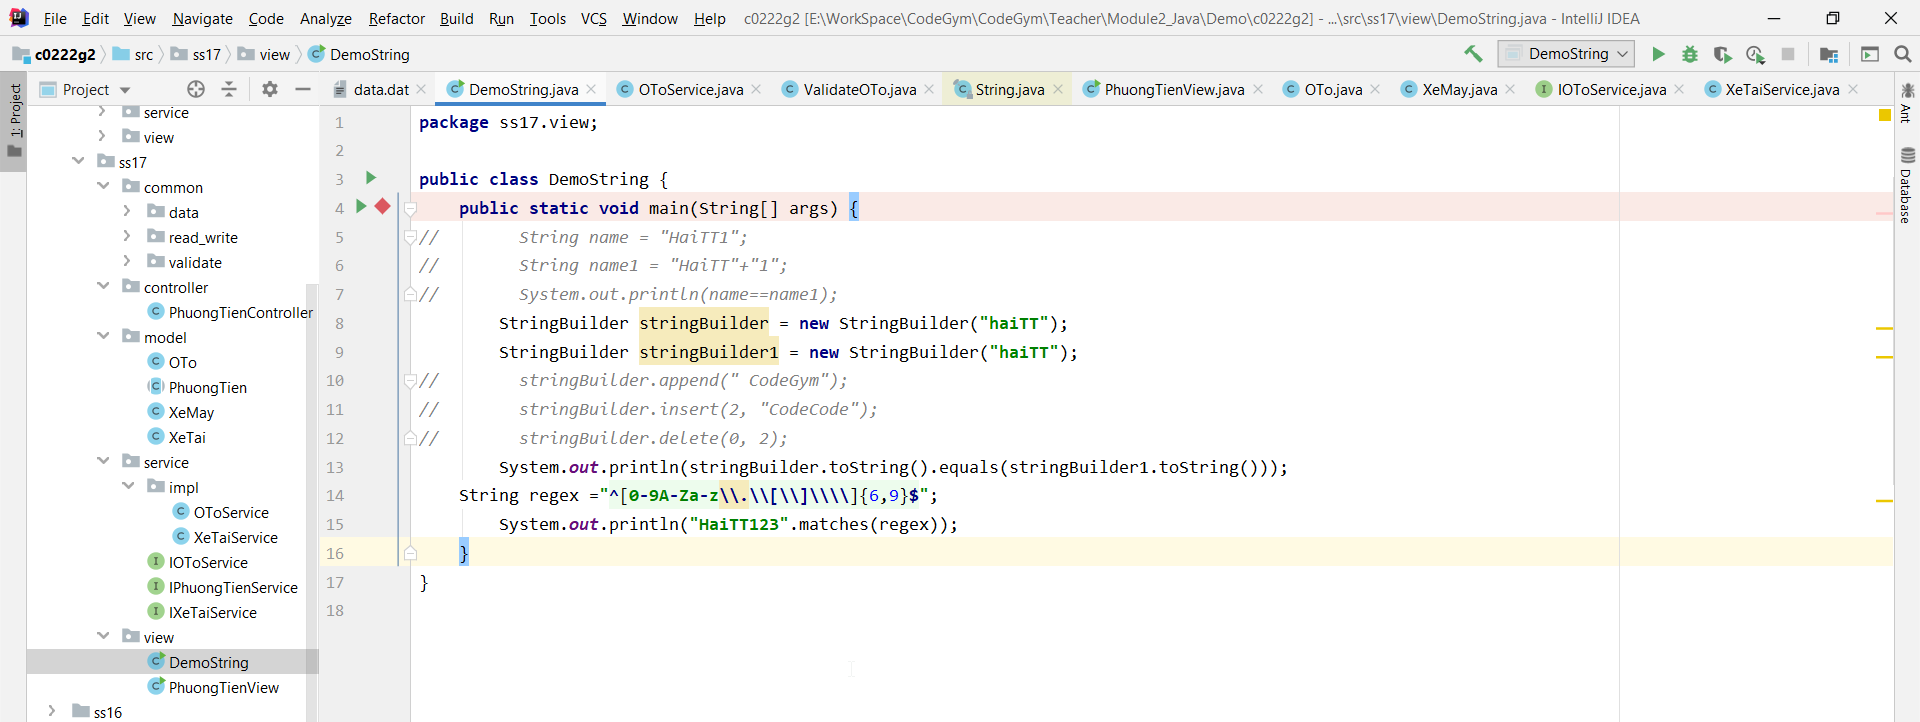 File Edit View Navigate Code Analyze Refactor Build Run Tools VCS Window Help c0222g2 [E:\WorkSpace\CodeGym\CodeGym\Teacher\Module2_Java\Demo\c0222g2] - ...\src\ss17\view\DemoString.java - IntelliJ IDEA
c0222g2 src ss17 view DemoString DemoString
1: Project
Project
data.dat DemoString.java OToService.java ValidateOTo.java String.java PhuongTienView.java OTo.java XeMay.java IOToService.java XeTaiService.java
Ant
Database
service
view
ss17
common
data
read_write
validate
controller
PhuongTienController
model
OTo
PhuongTien
XeMay
XeTai
service
impl
OToService
XeTaiService
IOToService
IPhuongTienService
IXeTaiService
view
DemoString
PhuongTienView
ss16
1 package ss17.view;
2
3 public class DemoString {
4 public static void main(String[] args) {
5 // String name = "HaiTT1";
6 // String name1 = "HaiTT"+"1";
7 // System.out.println(name==name1);
8 StringBuilder stringBuilder = new StringBuilder("haiTT");
9 StringBuilder stringBuilder1 = new StringBuilder("haiTT");
10 // stringBuilder.append(" CodeGym");
11 // stringBuilder.insert(2, "CodeCode");
12 // stringBuilder.delete(0, 2);
13 System.out.println(stringBuilder.toString().equals(stringBuilder1.toString()));
14 String regex ="^[0-9A-Za-z\\.\\[\\]\\\\]{6,9}$";
15 System.out.println("HaiTT123".matches(regex));
16 }
17 }
18